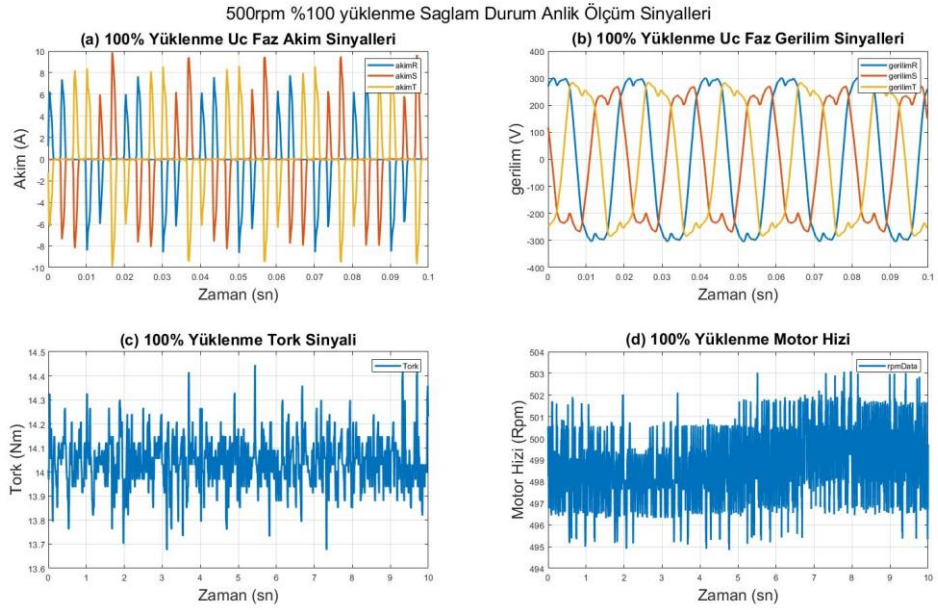 500rpm %100 yüklenme Saglam Durum Anlik Ölçüm Sinyalleri
(a) 100% Yüklenme Uc Faz Akim Sinyalleri
akimR
akimS
akimT
10
8
6
4
2
0
-2
-4
-6
-8
-10
Akim (A)
0 0.01 0.02 0.03 0.04 0.05 0.06 0.07 0.08 0.09 0.1
Zaman (sn)
(b) 100% Yüklenme Uc Faz Gerilim Sinyalleri
gerilimR
gerilimS
gerilimT
400
300
200
100
0
-100
-200
-300
-400
gerilim (V)
0 0.01 0.02 0.03 0.04 0.05 0.06 0.07 0.08 0.09 0.1
Zaman (sn)
(c) 100% Yüklenme Tork Sinyali
Tork
14.5
14.4
14.3
14.2
14.1
14
13.9
13.8
13.7
13.6
Tork (Nm)
0 1 2 3 4 5 6 7 8 9 10
Zaman (sn)
(d) 100% Yüklenme Motor Hizi
rpmData
504
503
502
501
500
499
498
497
496
495
494
Motor Hizi (Rpm)
0 1 2 3 4 5 6 7 8 9 10
Zaman (sn)